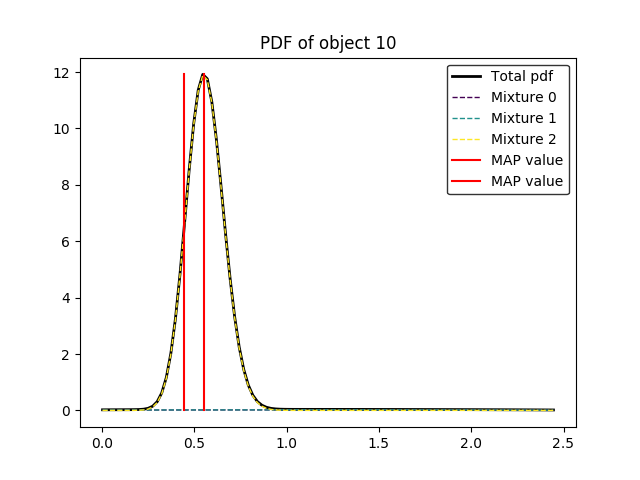 PDF of object 10
Total pdf
Mixture 0
Mixture 1
Mixture 2
MAP value
MAP value
12
10
8
6
4
2
0
0.0 0.5 1.0 1.5 2.0 2.5